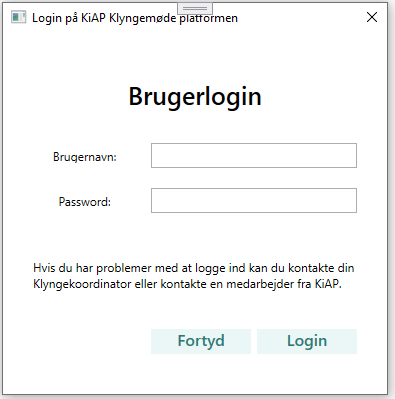 Login på KiAP Klyngemøde platformen
Brugerlogin
Brugernavn:
Password:
Hvis du har problemer med at logge ind kan du kontakte din
Klyngekoordinator eller kontakte en medarbejder fra KiAP.
Fortyd
Login